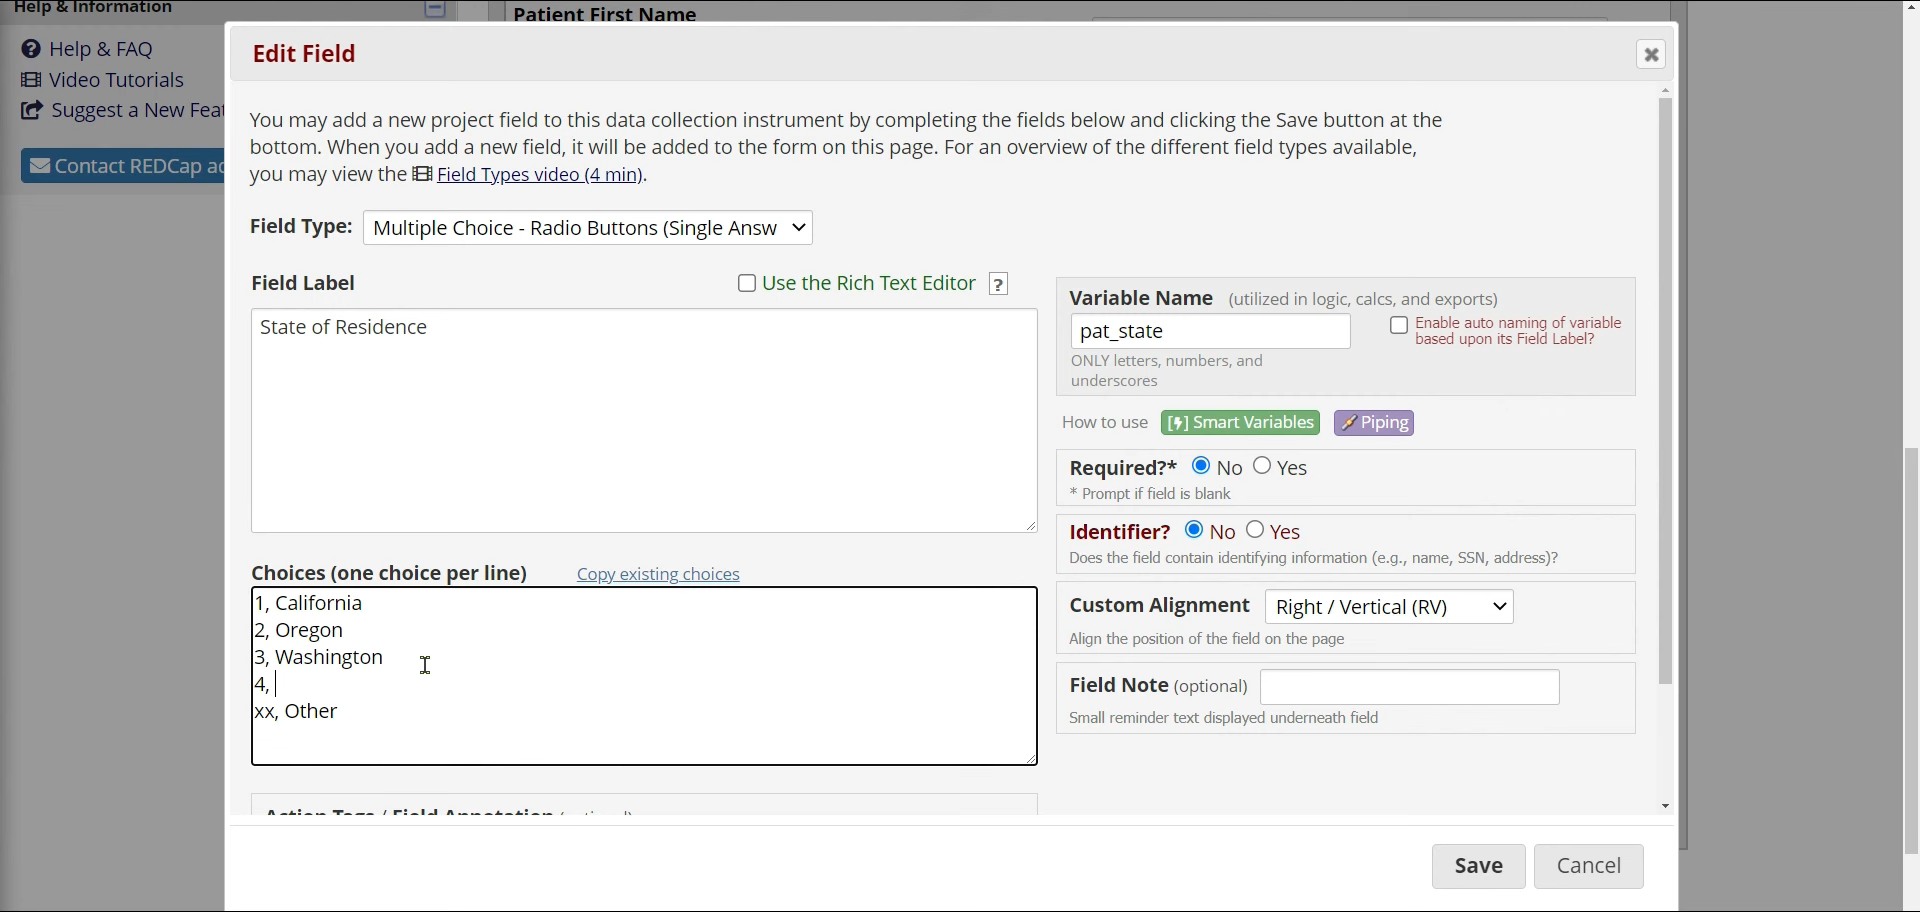 Help & Information
Patient First Name
Help & FAQ
Video Tutorials
Suggest a New Feat
Contact REDCap ad
Edit Field
You may add a new project field to this data collection instrument by completing the fields below and clicking the Save button at the
bottom. When you add a new field, it will be added to the form on this page. For an overview of the different field types available,
you may view the Field Types video (4 min).
Field Type: Multiple Choice - Radio Buttons (Single Answ
Field Label
Use the Rich Text Editor ?
State of Residence
Choices (one choice per line) Copy existing choices
1, California
2, Oregon
3, Washington
4,
xx, Other
Variable Name (utilized in logic, calcs, and exports)
pat_state
Enable auto naming of variable
based upon its Field Label?
ONLY letters, numbers, and
underscores
How to use [ ] Smart Variables Piping
Required?* No Yes
* Prompt if field is blank
Identifier? No Yes
Does the field contain identifying information (e.g., name, SSN, address)?
Custom Alignment Right / Vertical (RV)
Align the position of the field on the page
Field Note (optional)
Small reminder text displayed underneath field
Action Tags / Field Annotation (optional)
Save Cancel